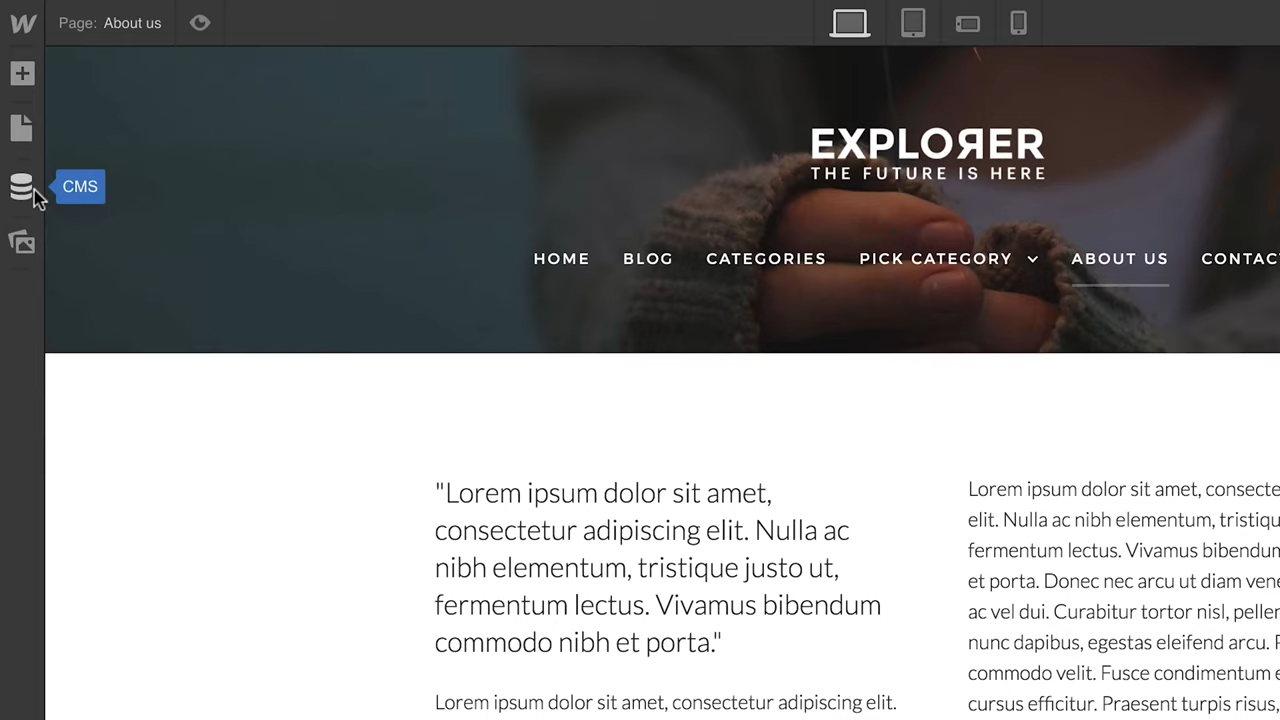 W Page: About us
CMS
EXPLOЯER
THE FUTURE IS HERE
HOME BLOG CATEGORIES PICK CATEGORY ABOUT US CONTAC
"Lorem ipsum dolor sit amet,
consectetur adipiscing elit. Nulla ac
nibh elementum, tristique justo ut,
fermentum lectus. Vivamus bibendum
commodo nibh et porta."
Lorem ipsum dolor sit amet, consectetur adipiscing elit.
Lorem ipsum dolor sit amet, consecte
elit. Nulla ac nibh elementum, tristiqu
fermentum lectus. Vivamus bibendum
et porta. Donec nec arcu ut diam vene
ac vel dui. Curabitur tortor nisl, peller
nunc dapibus, egestas eleifend arcu. P
commodo velit. Fusce condimentum e
cursus efficitur. Praesent turpis risus,